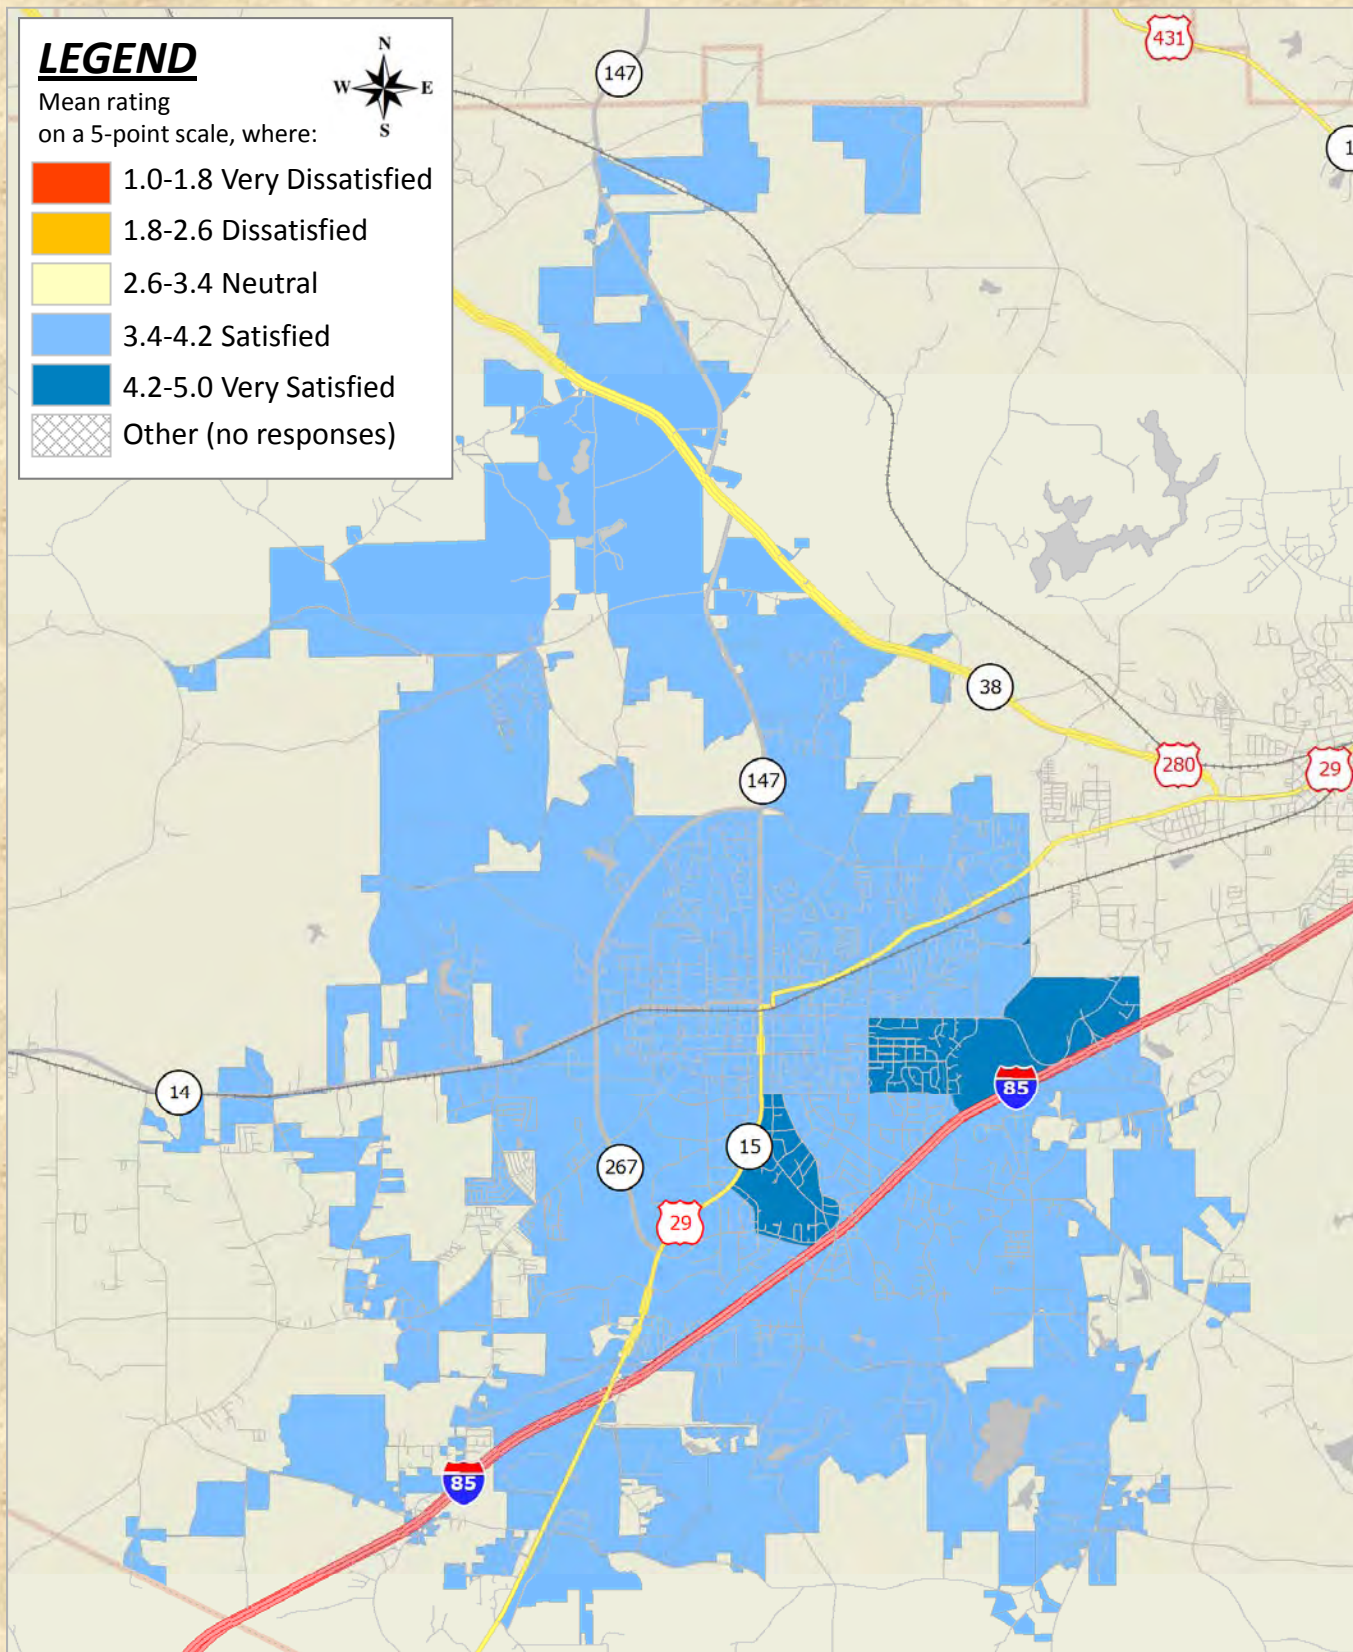 LEGEND
Mean rating
on a 5-point scale, where:
N
W E
S
1.0-1.8 Very Dissatisfied
1.8-2.6 Dissatisfied
2.6-3.4 Neutral
3.4-4.2 Satisfied
4.2-5.0 Very Satisfied
Other (no responses)
147
431
1
38
147
280
29
14
85
15
267
29
85